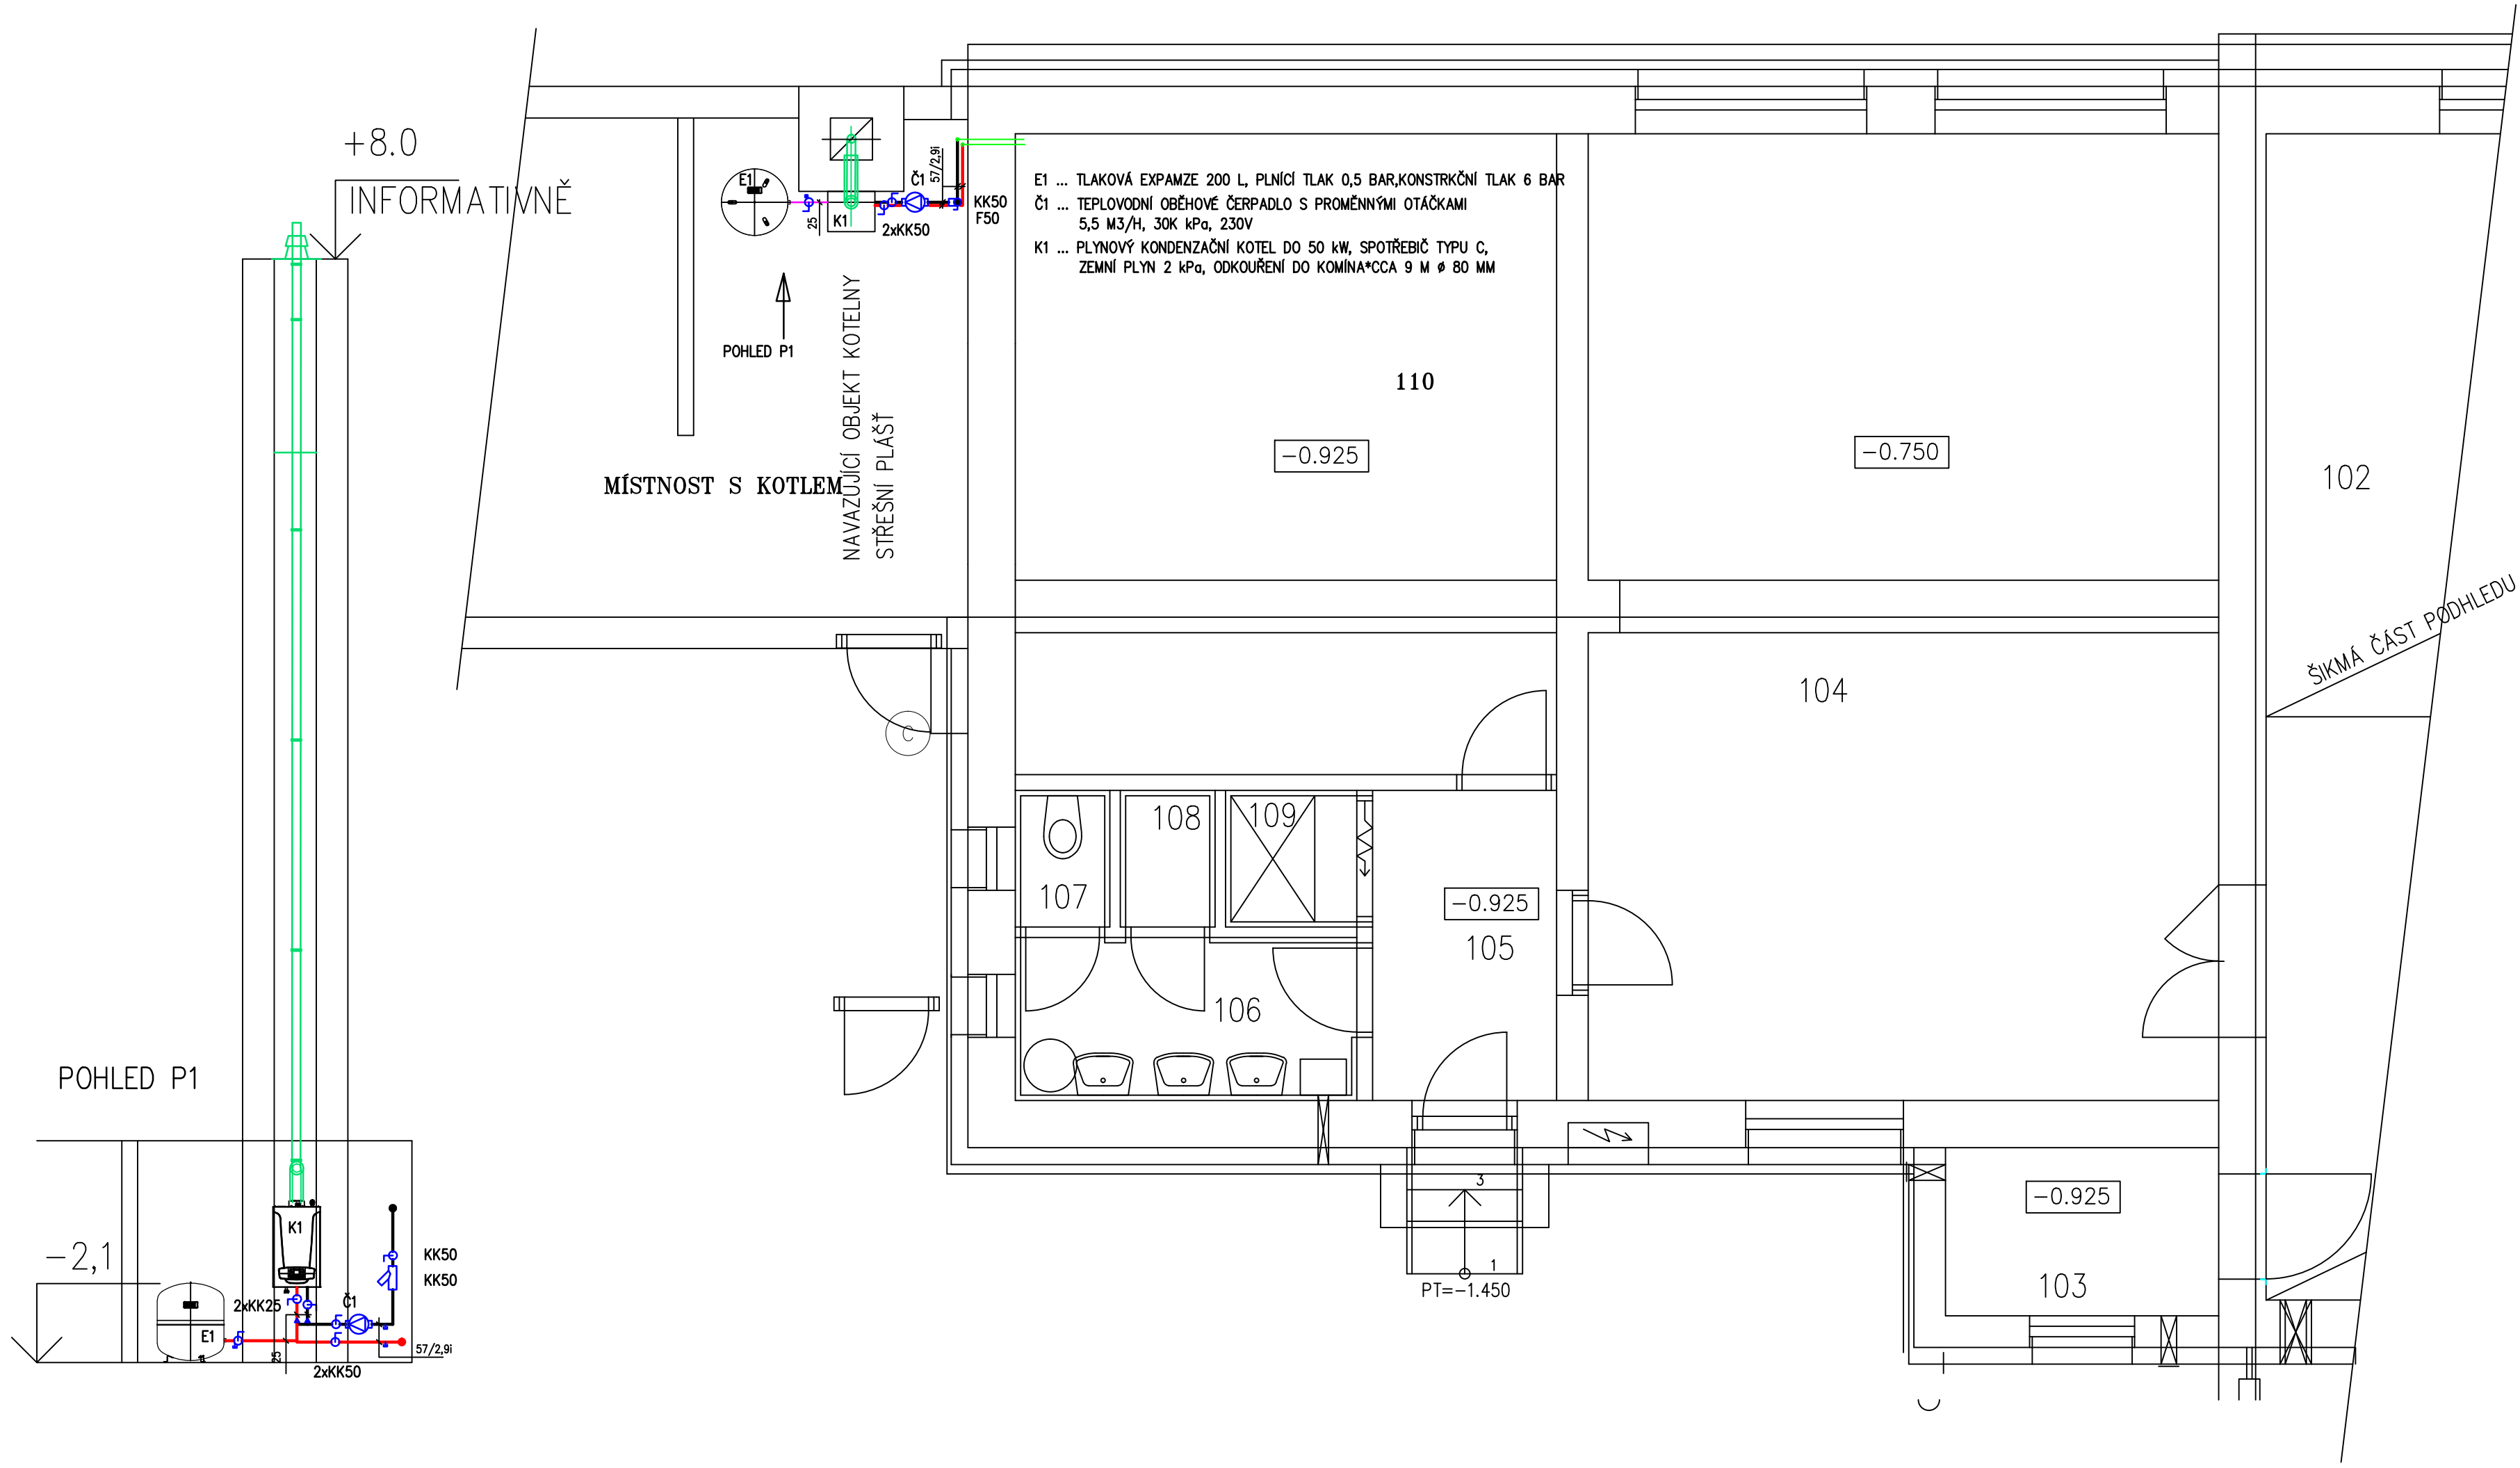 +8.0
INFORMATIVNĚ
E1
25
K1
Č1
57/2,9i
2xKK50
KK50
F50
E1 ... TLAKOVÁ EXPAMZE 200 L, PLNÍCÍ TLAK 0,5 BAR,KONSTRKČNÍ TLAK 6 BAR
Č1 ... TEPLOVODNÍ OBĚHOVÉ ČERPADLO S PROMĚNNÝMI OTÁČKAMI
5,5 M3/H, 30K kPa, 230V
K1 ... PLYNOVÝ KONDENZAČNÍ KOTEL DO 50 kW, SPOTŘEBIČ TYPU C,
ZEMNÍ PLYN 2 kPa, ODKOUŘENÍ DO KOMÍNA*CCA 9 M ø 80 MM
POHLED P1
NAVAZUJÍCÍ OBJEKT KOTELNY
STŘEŠNÍ PLÁŠŤ
MÍSTNOST S KOTLEM
110
-0.925
-0.750
102
ŠIKMÁ ČÁST PODHLEDU
104
C
108
109
107
-0.925
105
106
POHLED P1
3
1
PT=-1.450
-0.925
103
-2,1
K1
KK50
KK50
2xKK25
Č1
E1
25
57/2,9i
2xKK50